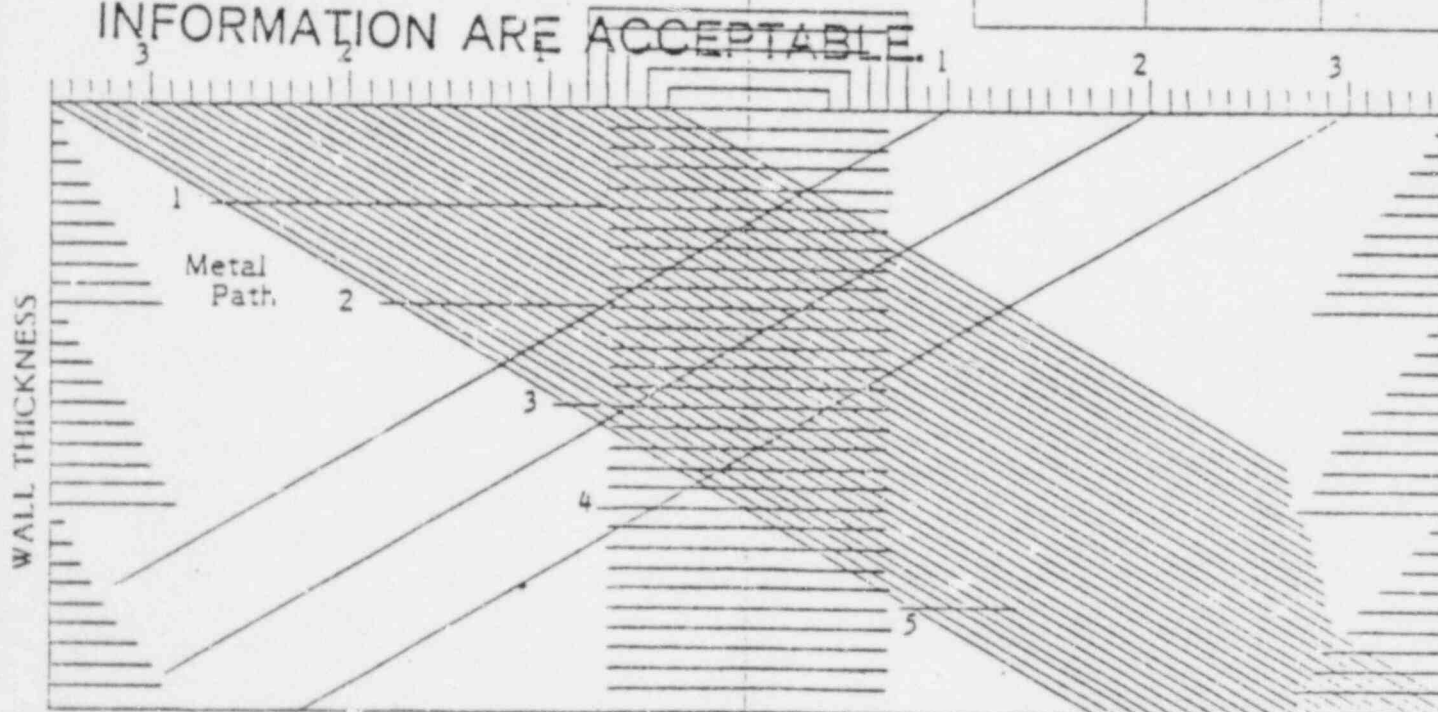 INFORMATION ARE ACCEPTABLE.
3 2 1 1 2 3
1
Metal
Path
2
3
4
5
WALL THICKNESS